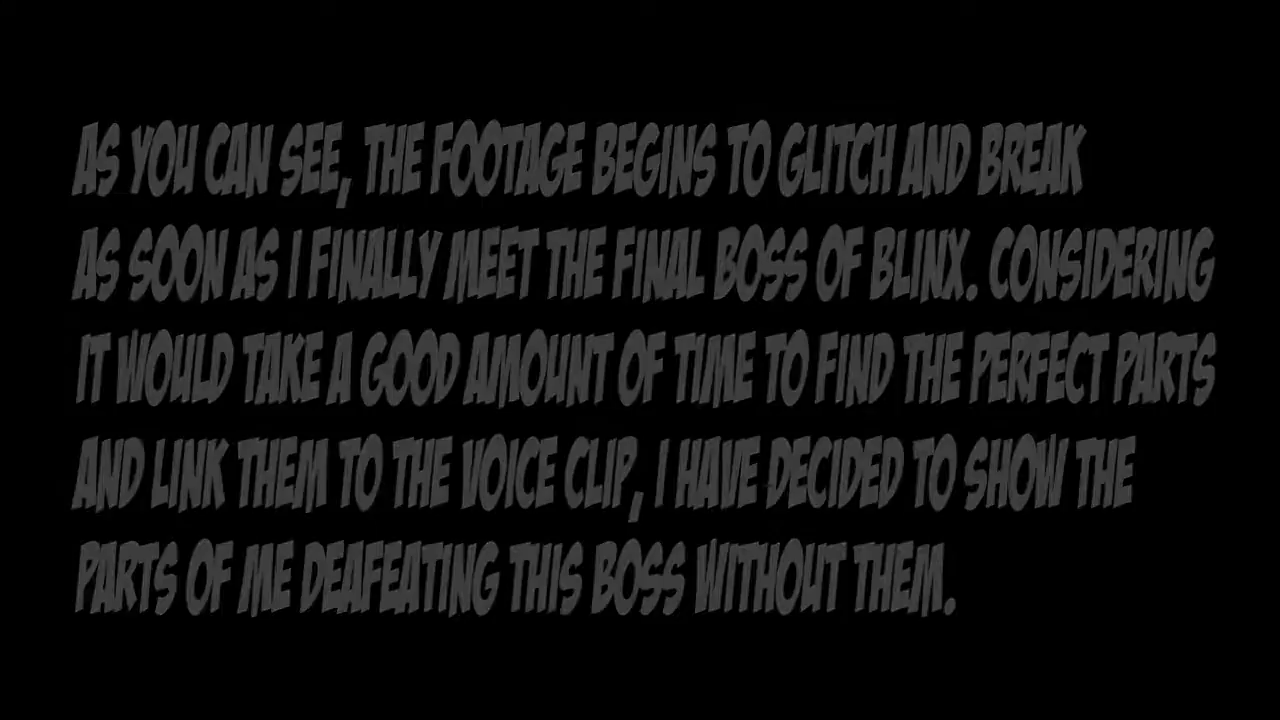 AS YOU CAN SEE, THE FOOTAGE BEGINS TO GLITCH AND BREAK
AS SOON AS I FINALLY MEET THE FINAL BOSS OF BLINX. CONSIDERING
IT WOULD TAKE A GOOD AMOUNT OF TIME TO FIND THE PERFECT PARTS
AND LINK THEM TO THE VOICE CLIP, I HAVE DECIDED TO SHOW THE
PARTS OF ME DEAFEATING THIS BOSS WITHOUT THEM.